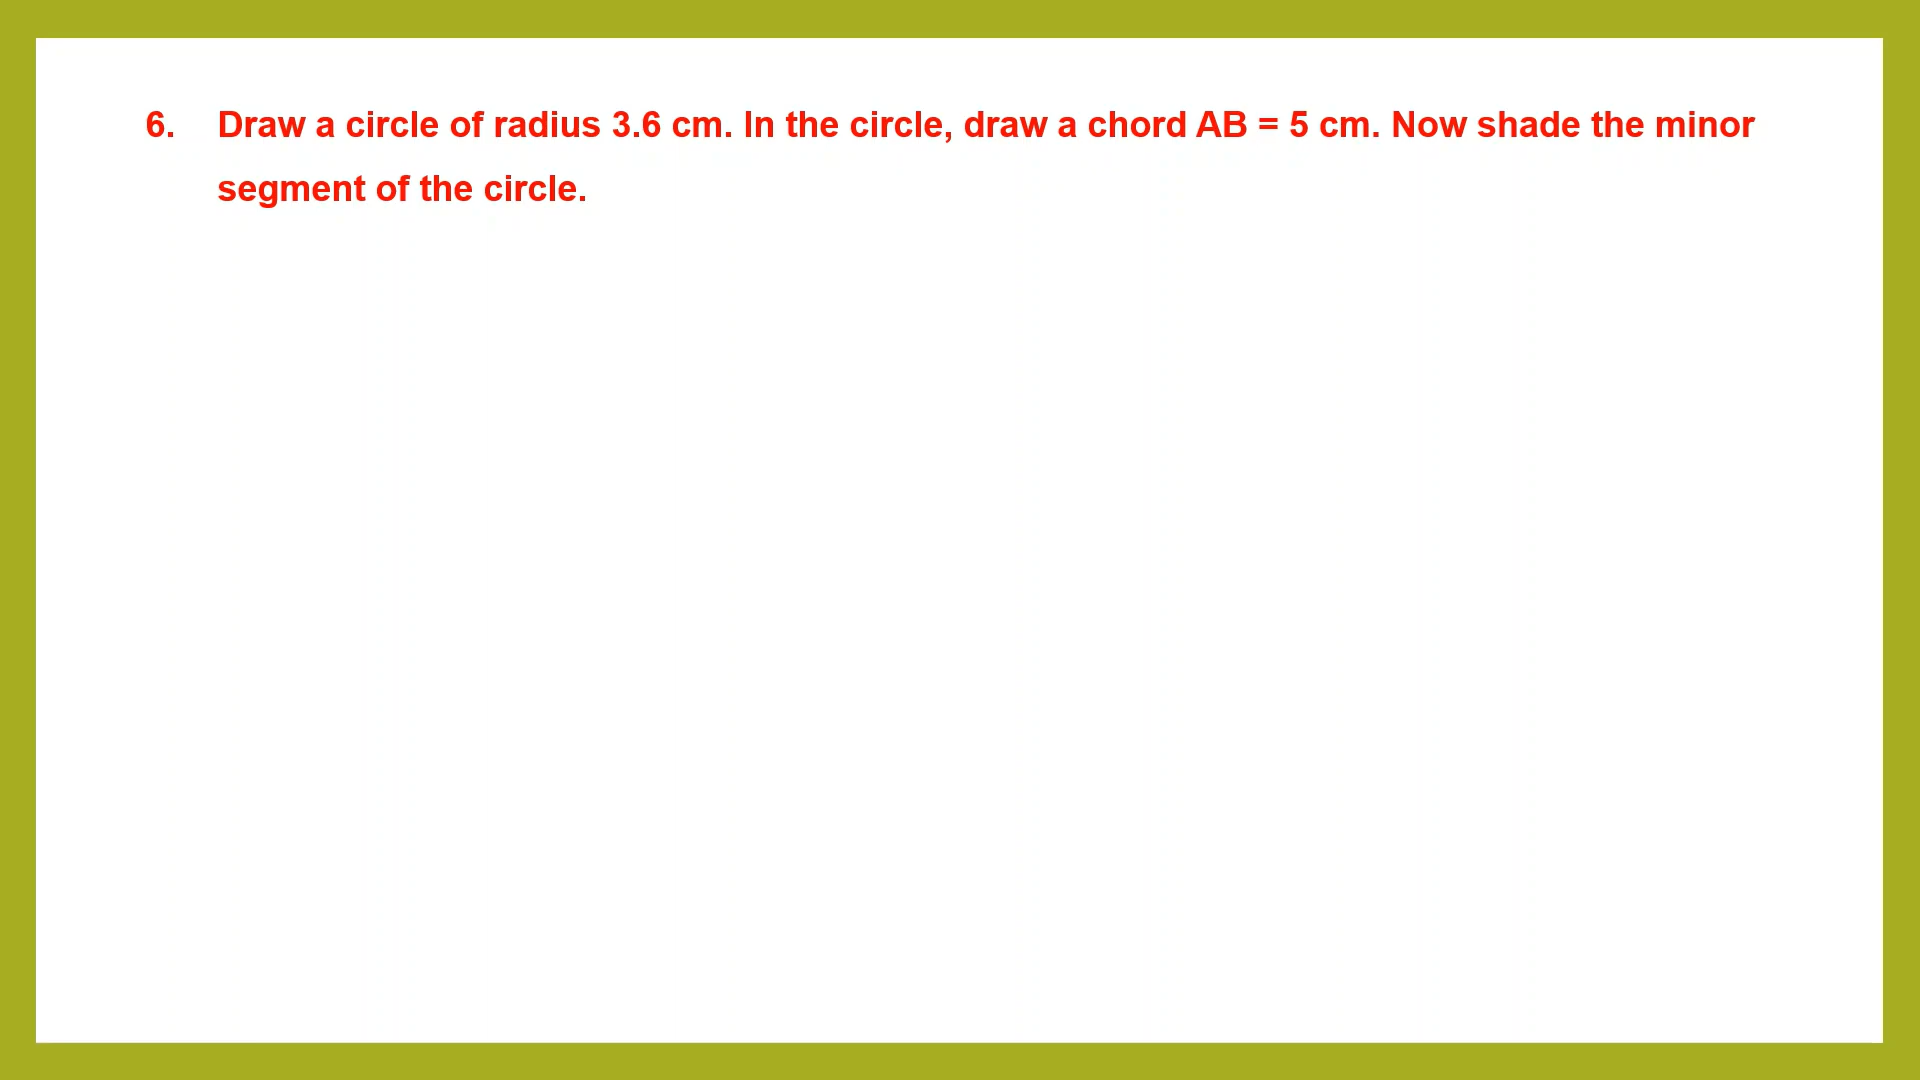 6. Draw a circle of radius 3.6 cm. In the circle, draw a chord AB = 5 cm. Now shade the minor
segment of the circle.